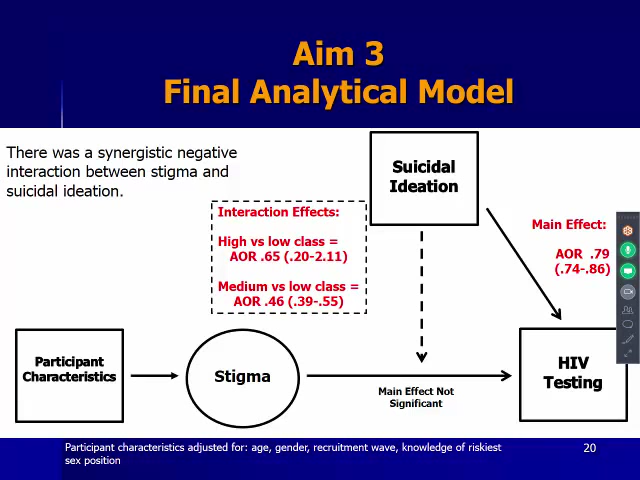 Aim 3
Final Analytical Model
There was a synergistic negative
interaction between stigma and
suicidal ideation.
Suicidal
Ideation
Interaction Effects:
High vs low class =
AOR .65 (.20-2.11)
Medium vs low class =
AOR .46 (.39-.55)
Main Effect:
AOR .79
(.74-.86)
Participant
Characteristics
Stigma
Main Effect Not
Significant
HIV
Testing
Participant characteristics adjusted for: age, gender, recruitment wave, knowledge of riskiest
sex position
20